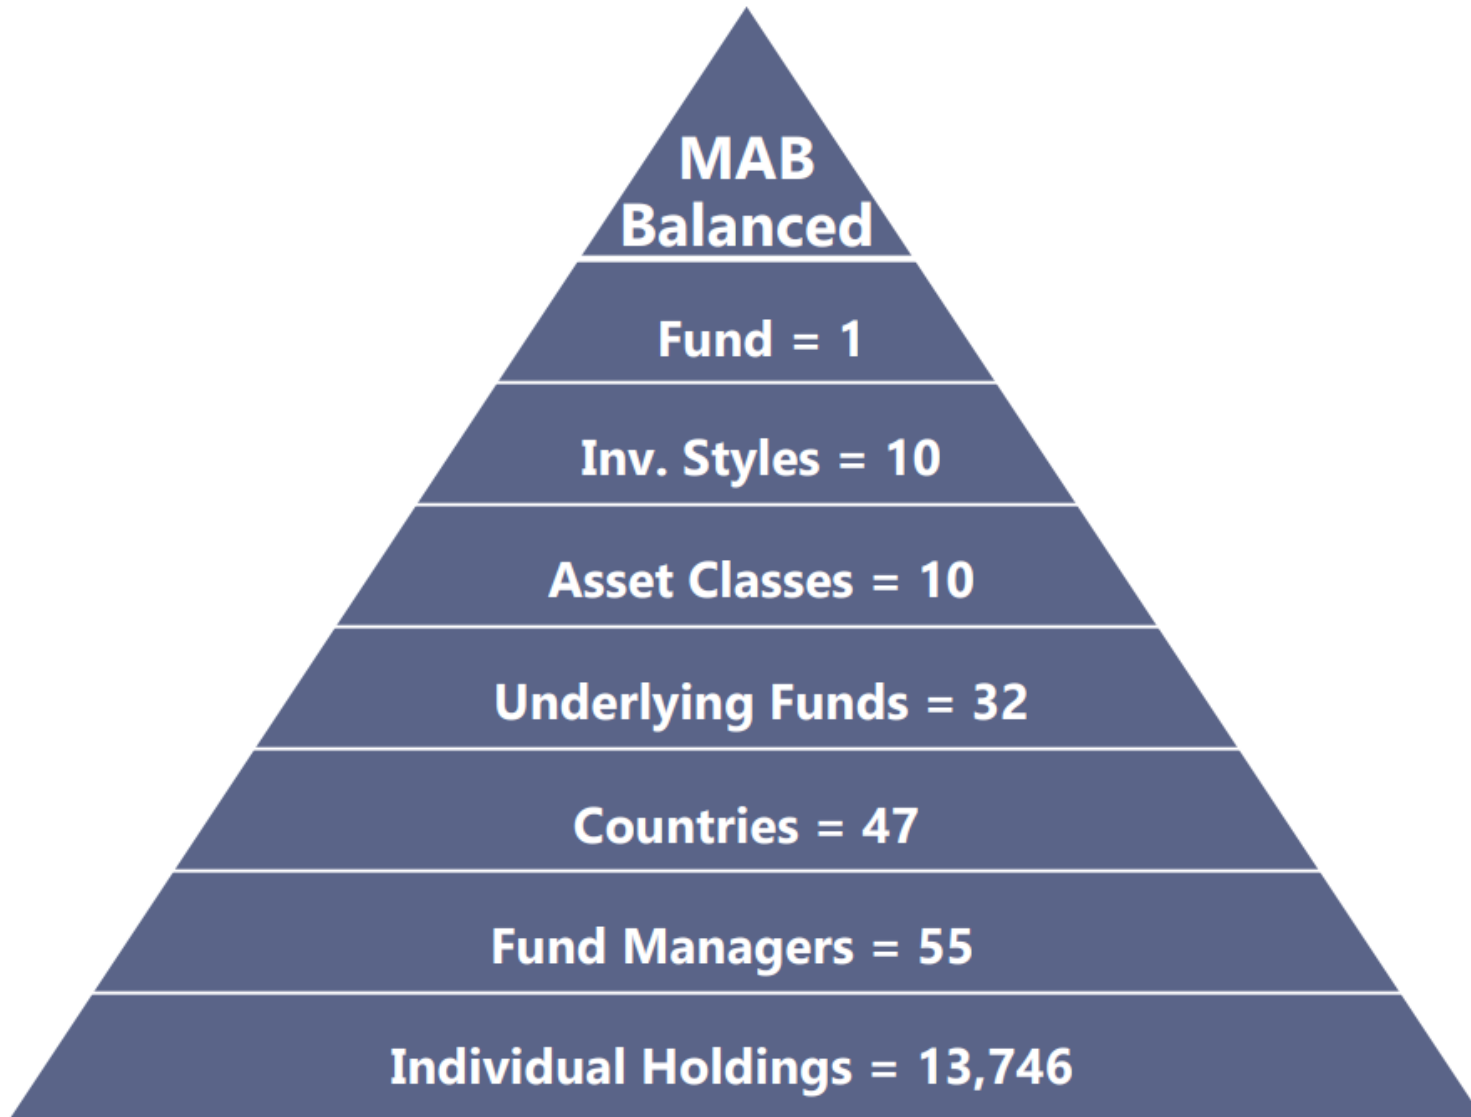 MAB
Balanced
Fund = 1
Inv. Styles = 10
Asset Classes = 10
Underlying Funds = 32
Countries = 47
Fund Managers = 55
Individual Holdings = 13,746